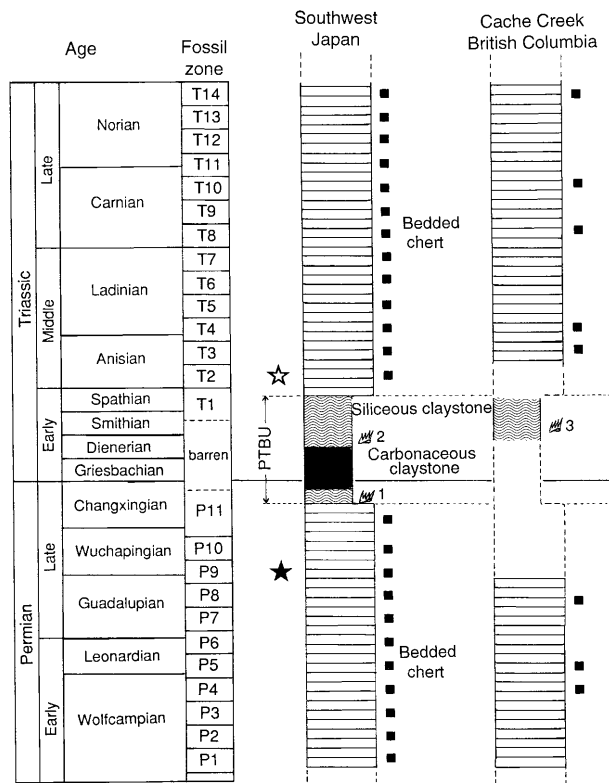 Southwest
Japan
Cache Creek
British Columbia
Age
Fossil
zone
Triassic
Late
Norian
Carnian
Middle
Ladinian
Anisian
Early
Spathian
Smithian
Dienerian
Griesbachian
Permian
Late
Changxingian
Wuchapingian
Guadalupian
Early
Leonardian
Wolfcampian
T14
T13
T12
T11
T10
T9
T8
T7
T6
T5
T4
T3
T2
T1
barren
P11
P10
P9
P8
P7
P6
P5
P4
P3
P2
P1
Bedded
chert
PTBU
Siliceous claystone
2
3
Carbonaceous
claystone
1
Bedded
chert